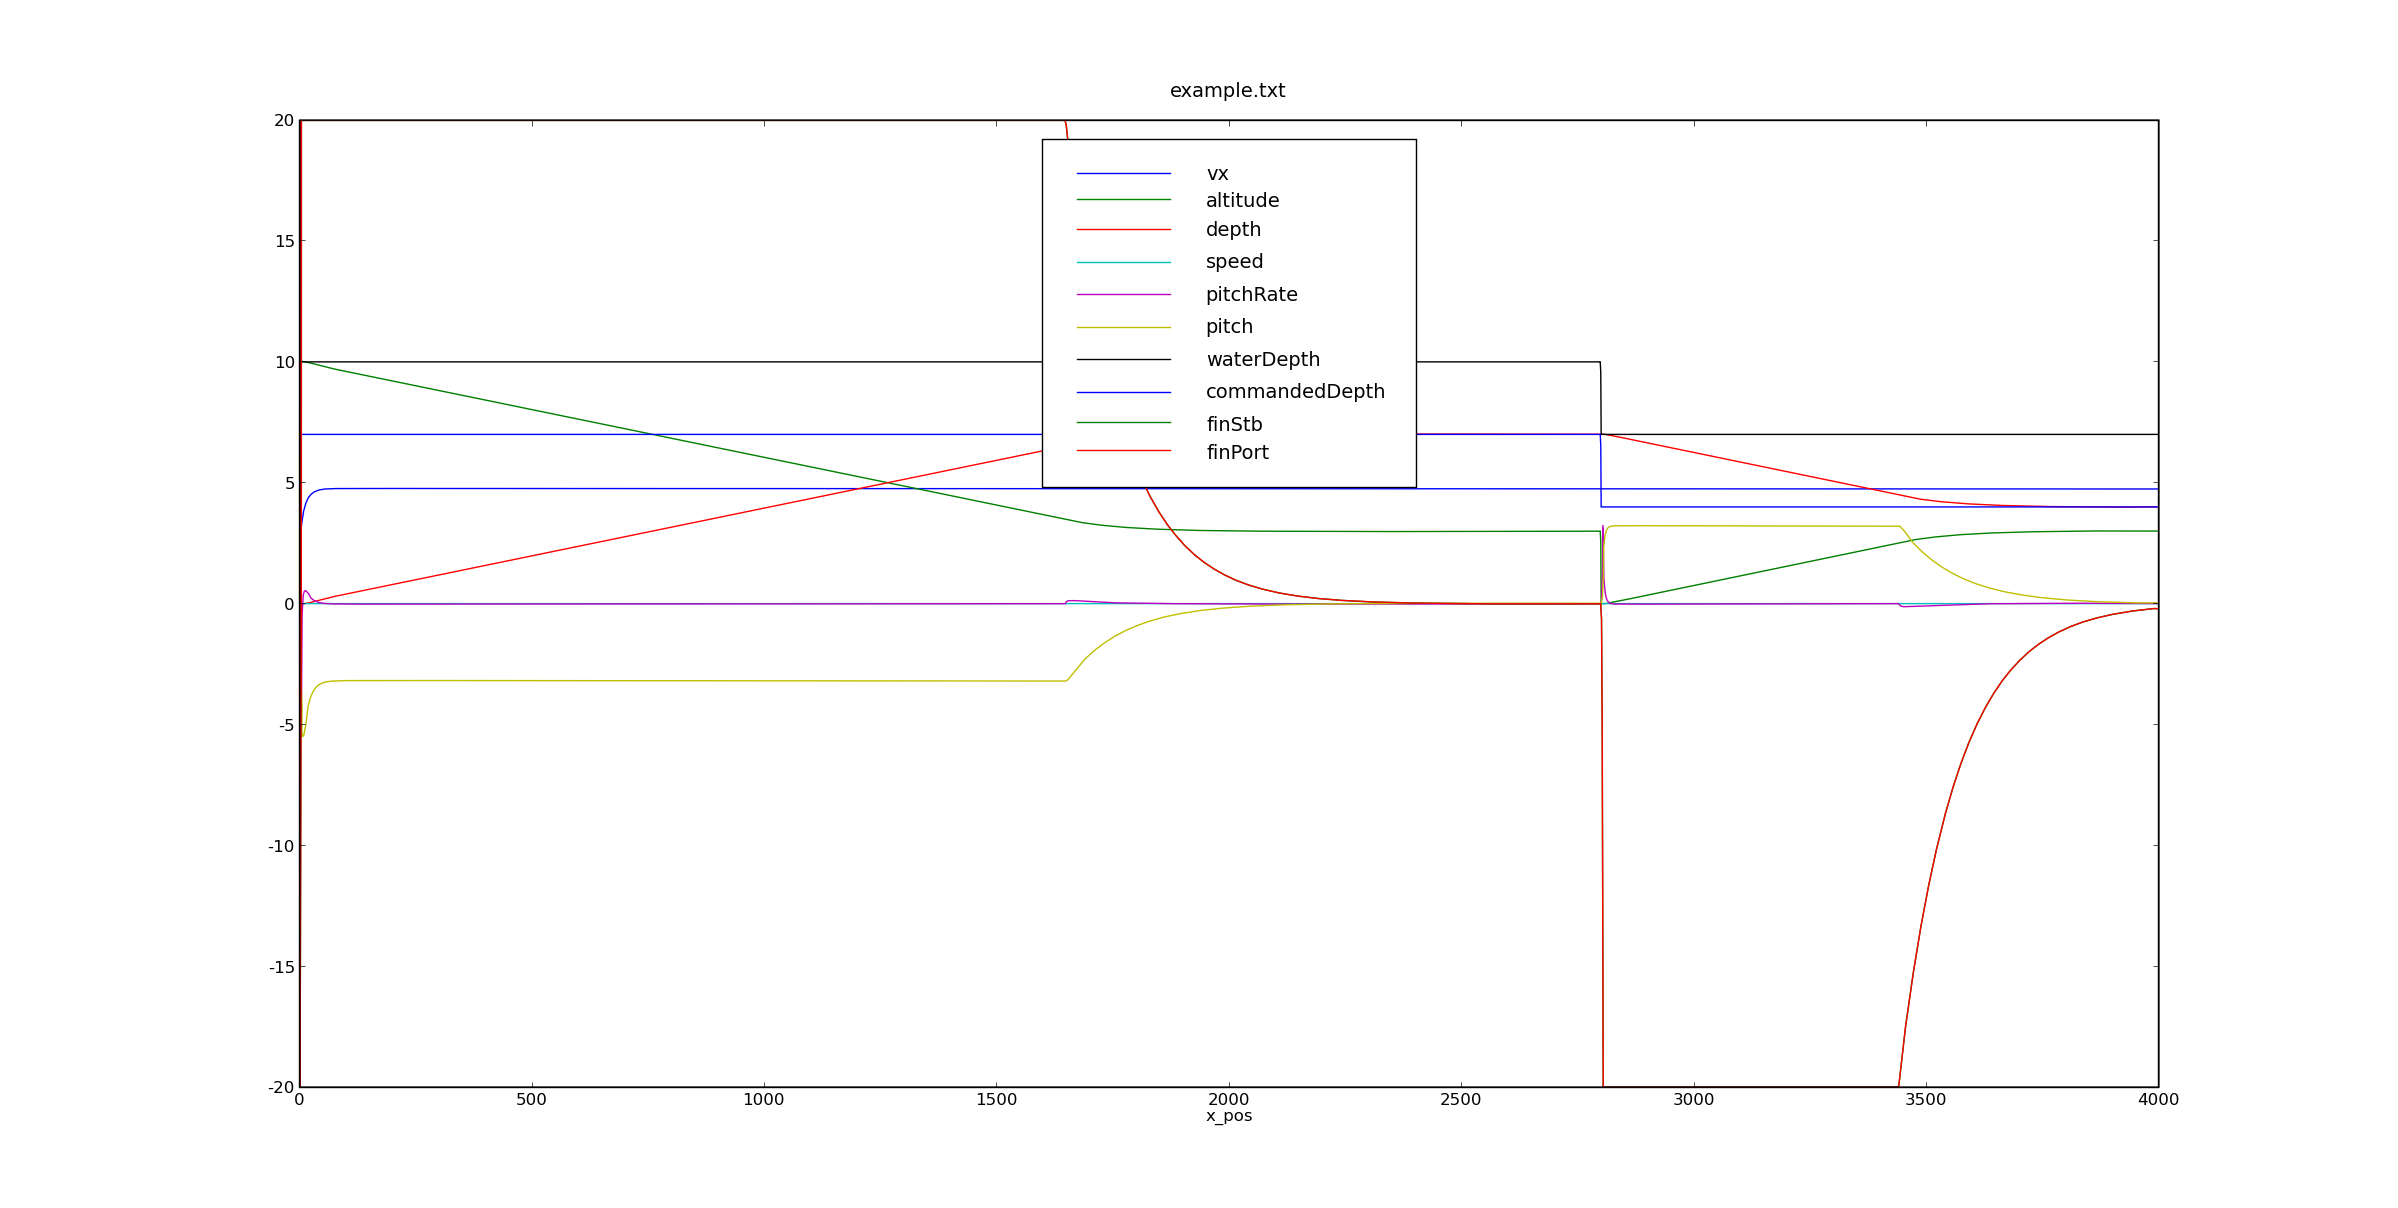 example.txt
20
15
10
5
0
-5
-10
-15
-20
vx
altitude
depth
speed
pitchRate
pitch
waterDepth
commandedDepth
finStb
finPort
0 500 1000 1500 2000 2500 3000 3500 4000
x_pos